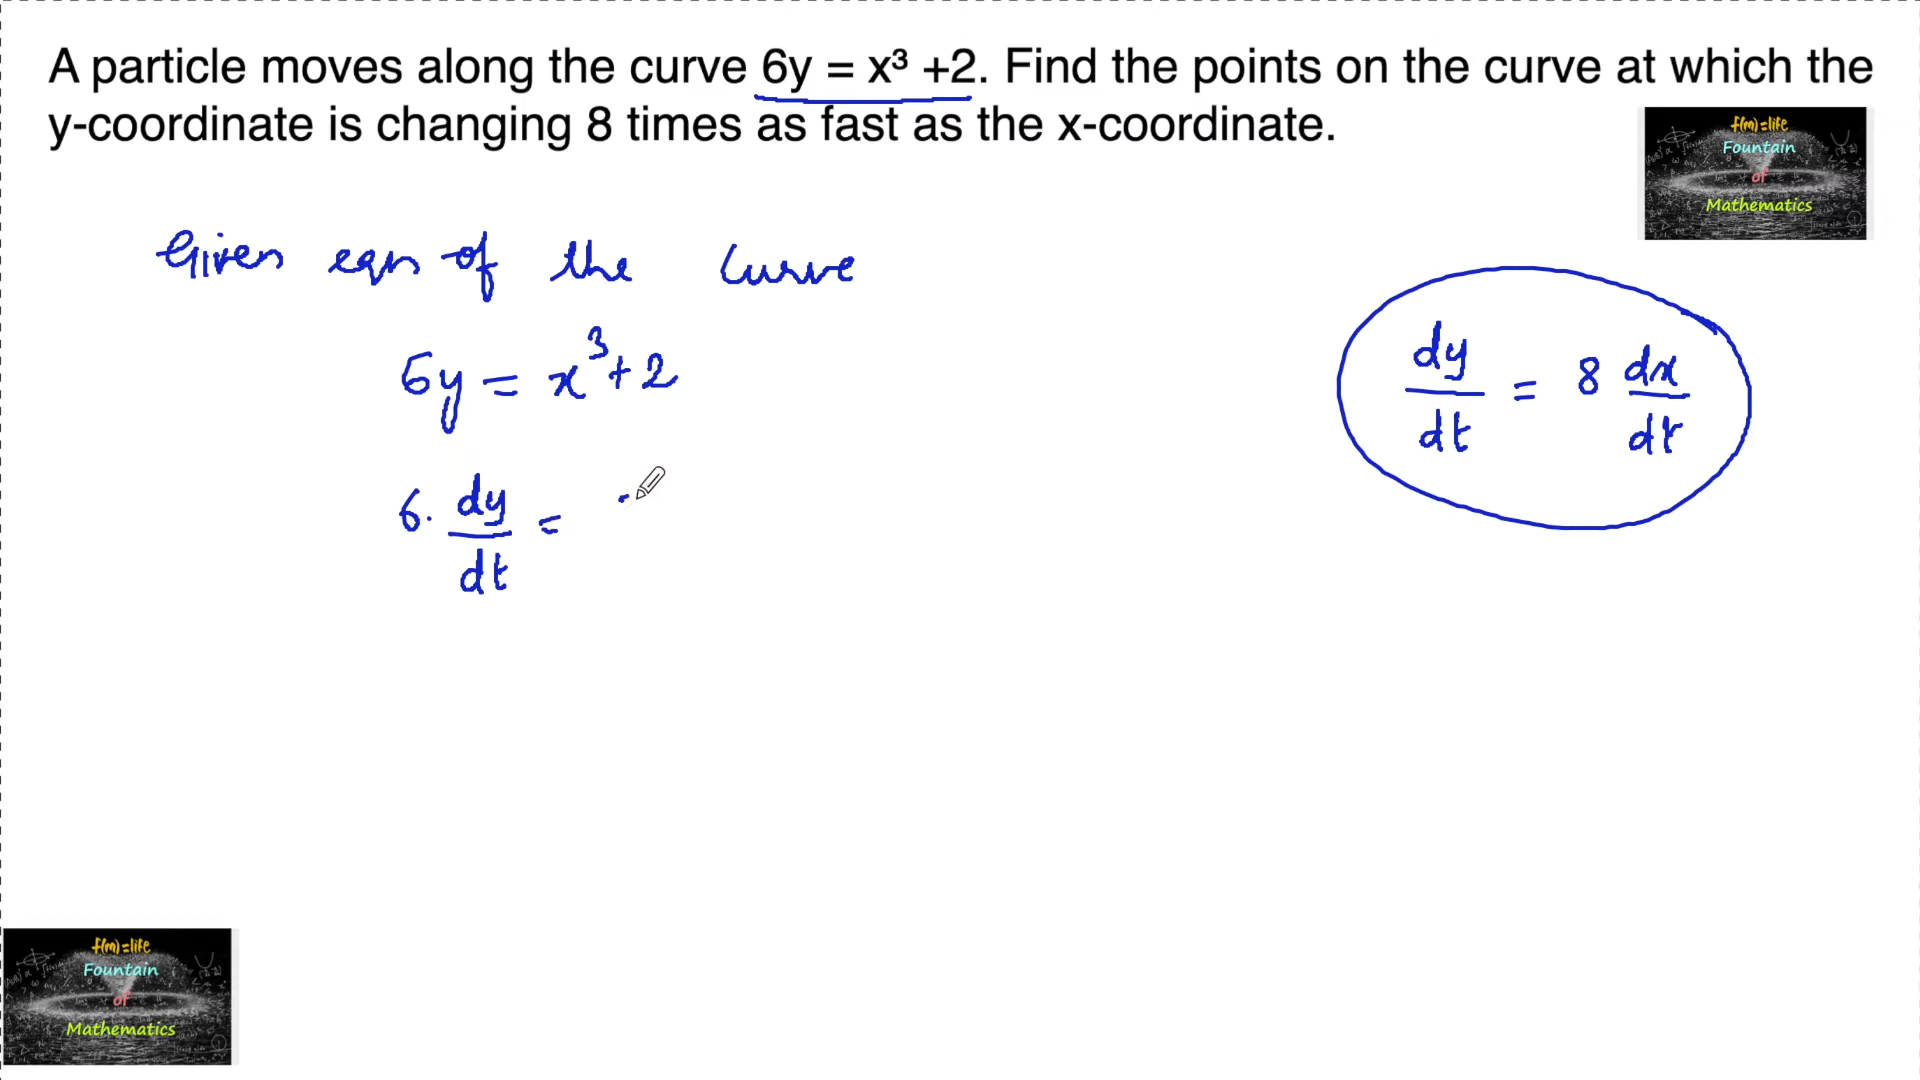 A particle moves along the curve 6y = x³ +2. Find the points on the curve at which the
y-coordinate is changing 8 times as fast as the x-coordinate.
f(m)=life
Fountain
of
Mathematics
Given eqn of the curve
6y = x³+2
dy/dt = 8 dx/dt
6. dy/dt =
f(m)=life
Fountain
of
Mathematics